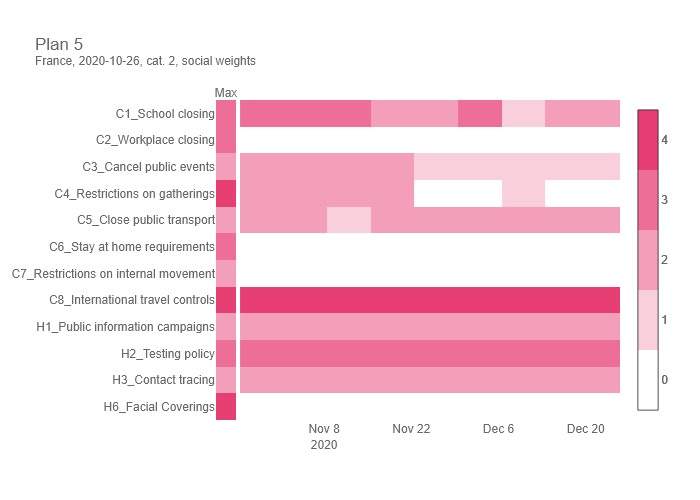 Plan 5
France, 2020-10-26, cat. 2, social weights
Max
C1_School closing
C2_Workplace closing
C3_Cancel public events
C4_Restrictions on gatherings
C5_Close public transport
C6_Stay at home requirements
C7_Restrictions on internal movement
C8_International travel controls
H1_Public information campaigns
H2_Testing policy
H3_Contact tracing
H6_Facial Coverings
Nov 8 Nov 22 Dec 6 Dec 20
2020
4
3
2
1
0